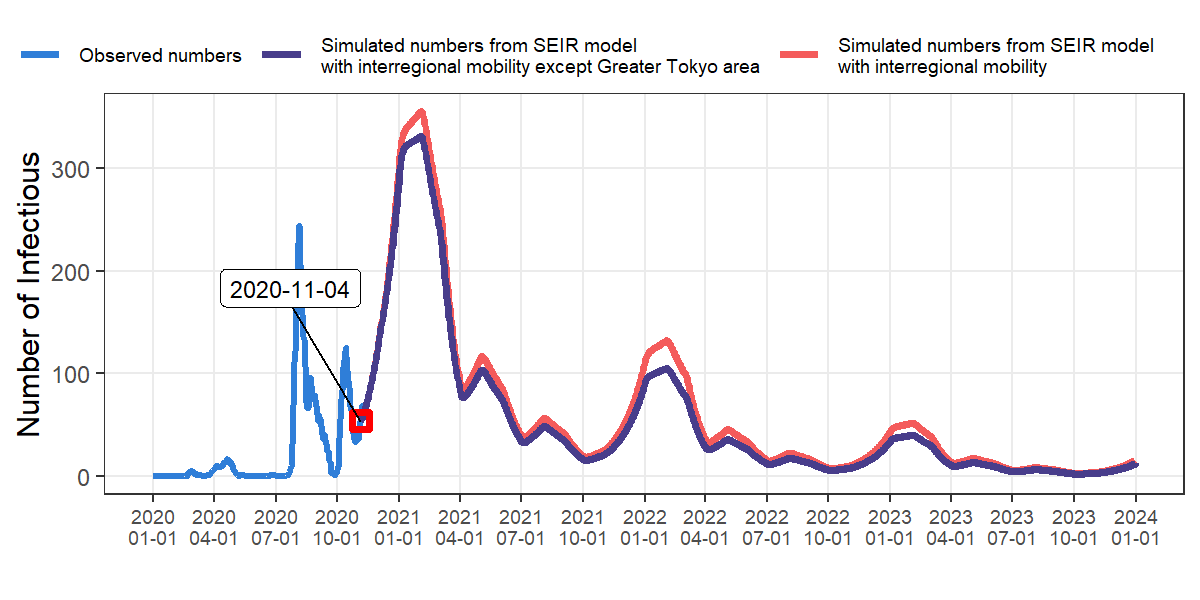 Observed numbers
Simulated numbers from SEIR model
with interregional mobility except Greater Tokyo area
Simulated numbers from SEIR model
with interregional mobility
Number of Infectious
300
200
100
0
2020-11-04
2020 2020 2020 2020 2021 2021 2021 2021 2022 2022 2022 2022 2023 2023 2023 2023 2024
01-01 04-01 07-01 10-01 01-01 04-01 07-01 10-01 01-01 04-01 07-01 10-01 01-01 04-01 07-01 10-01 01-01